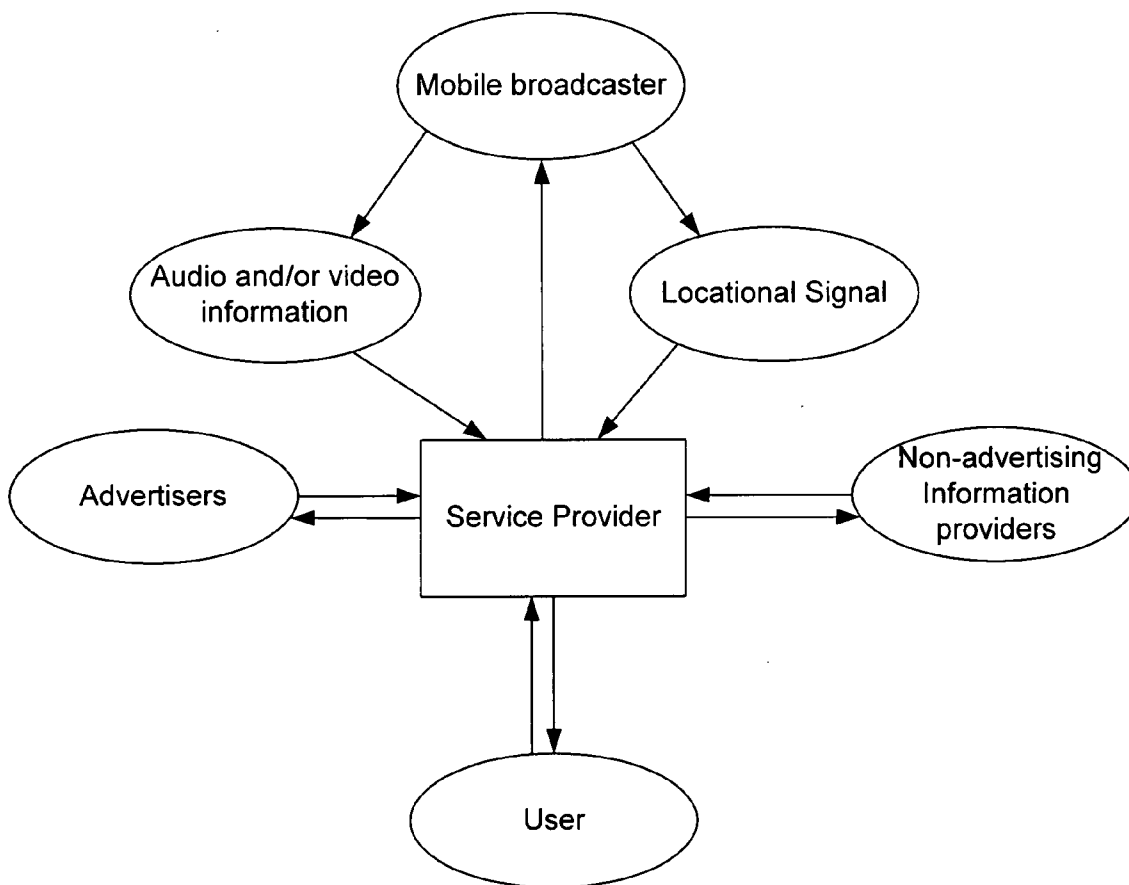 Mobile broadcaster
Audio and/or video
information
Locational Signal
Advertisers
Service Provider
Non-advertising
Information
providers
User